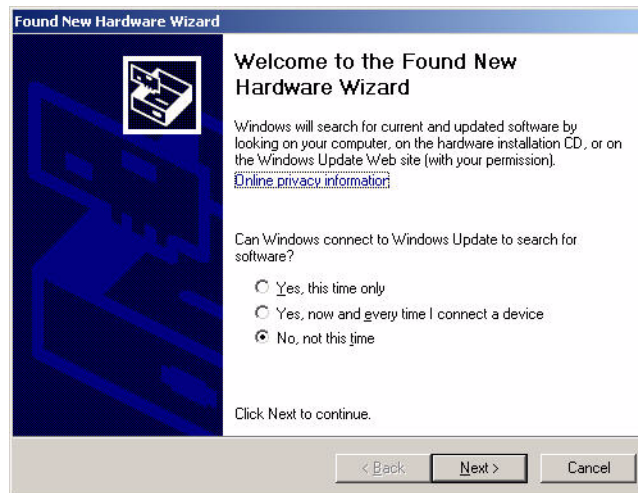 Found New Hardware Wizard
Welcome to the Found New
Hardware Wizard
Windows will search for current and updated software by
looking on your computer, on the hardware installation CD, or on
the Windows Update Web site (with your permission).
Online privacy information
Can Windows connect to Windows Update to search for
software?
Yes, this time only
Yes, now and every time I connect a device
No, not this time
Click Next to continue.
< Back
Next >
Cancel